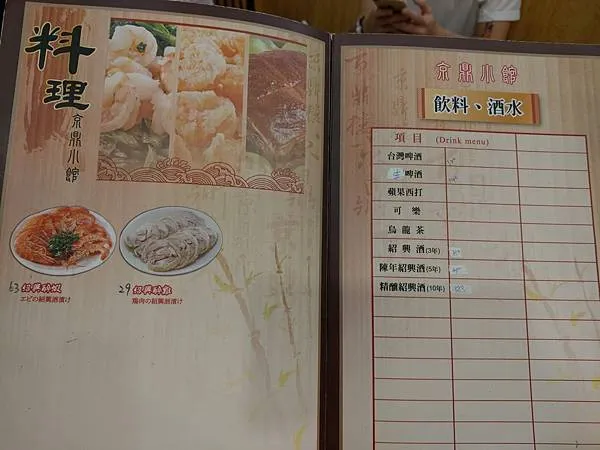 料理
京鼎小館
63 紹興醉蝦
エビの紹興酒漬け
29 紹興醉雞
鶏肉の紹興酒漬け
京鼎小館
飲料、酒水
項目 (Drink menu)
台灣啤酒
生啤酒
蘋果西打
可樂
烏龍茶
紹興酒(3年)
陳年紹興酒(5年)
精釀紹興酒(10年)